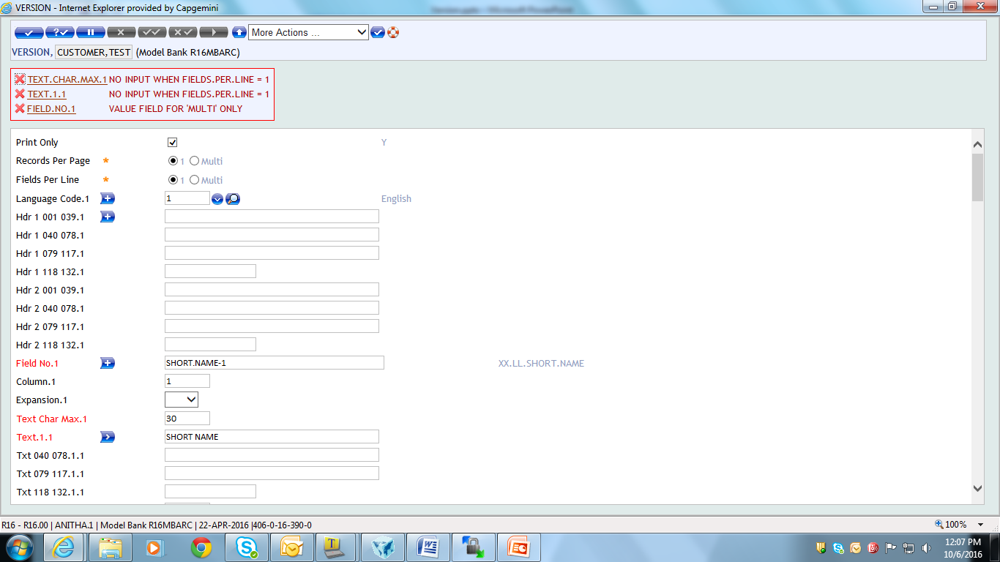 VERSION - Internet Explorer provided by Capgemini
More Actions ...
VERSION, CUSTOMER,TEST (Model Bank R16MBARC)
TEXT.CHAR.MAX.1 NO INPUT WHEN FIELDS.PER.LINE = 1
TEXT.1.1 NO INPUT WHEN FIELDS.PER.LINE = 1
FIELD.NO.1 VALUE FIELD FOR 'MULTI' ONLY
Print Only Y
Records Per Page * 1 Multi
Fields Per Line * 1 Multi
Language Code.1 1 English
Hdr 1 001 039.1
Hdr 1 040 078.1
Hdr 1 079 117.1
Hdr 1 118 132.1
Hdr 2 001 039.1
Hdr 2 040 078.1
Hdr 2 079 117.1
Hdr 2 118 132.1
Field No.1 SHORT.NAME-1 XX.LL.SHORT.NAME
Column.1 1
Expansion.1
Text Char Max.1 30
Text.1.1 SHORT NAME
Txt 040 078.1.1
Txt 079 117.1.1
Txt 118 132.1.1
R16 - R16.00 | ANITHA.1 | Model Bank R16MBARC | 22-APR-2016 |406-0-16-390-0
100%
12:07 PM
10/6/2016